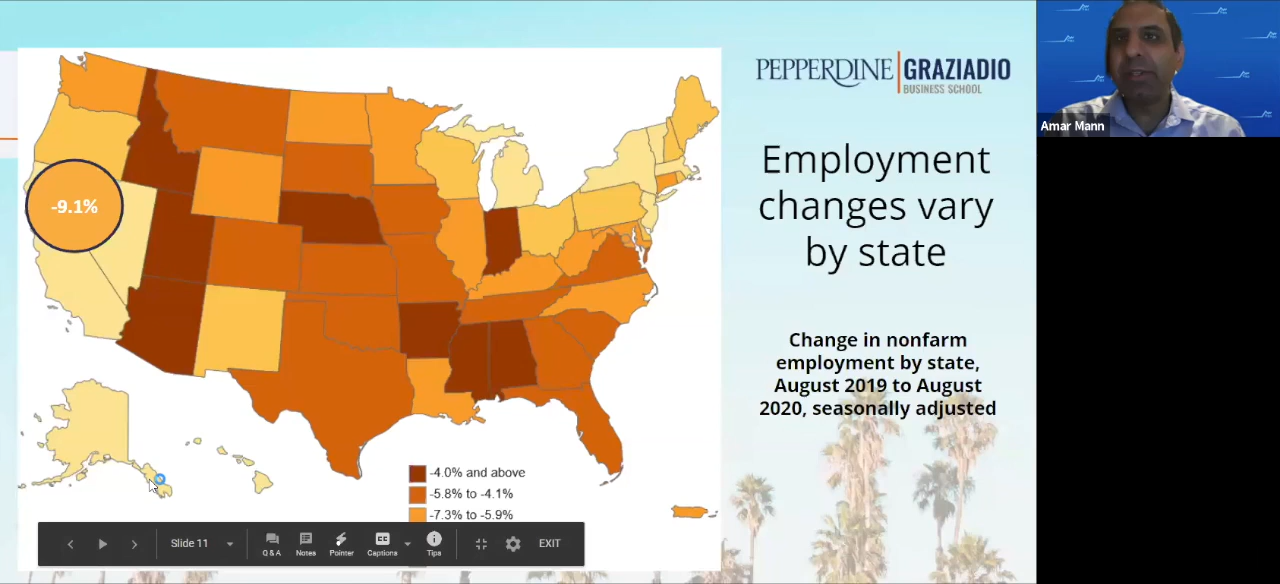 PEPPERDINE GRAZIADIO
BUSINESS SCHOOL
Amar Mann
Employment
changes vary
by state
-9.1%
Change in nonfarm
employment by state,
August 2019 to August
2020, seasonally adjusted
-4.0% and above
-5.8% to -4.1%
-7.3% to -5.9%
Slide 11
Q & A
Notes
Pointer
Captions
Tips
EXIT